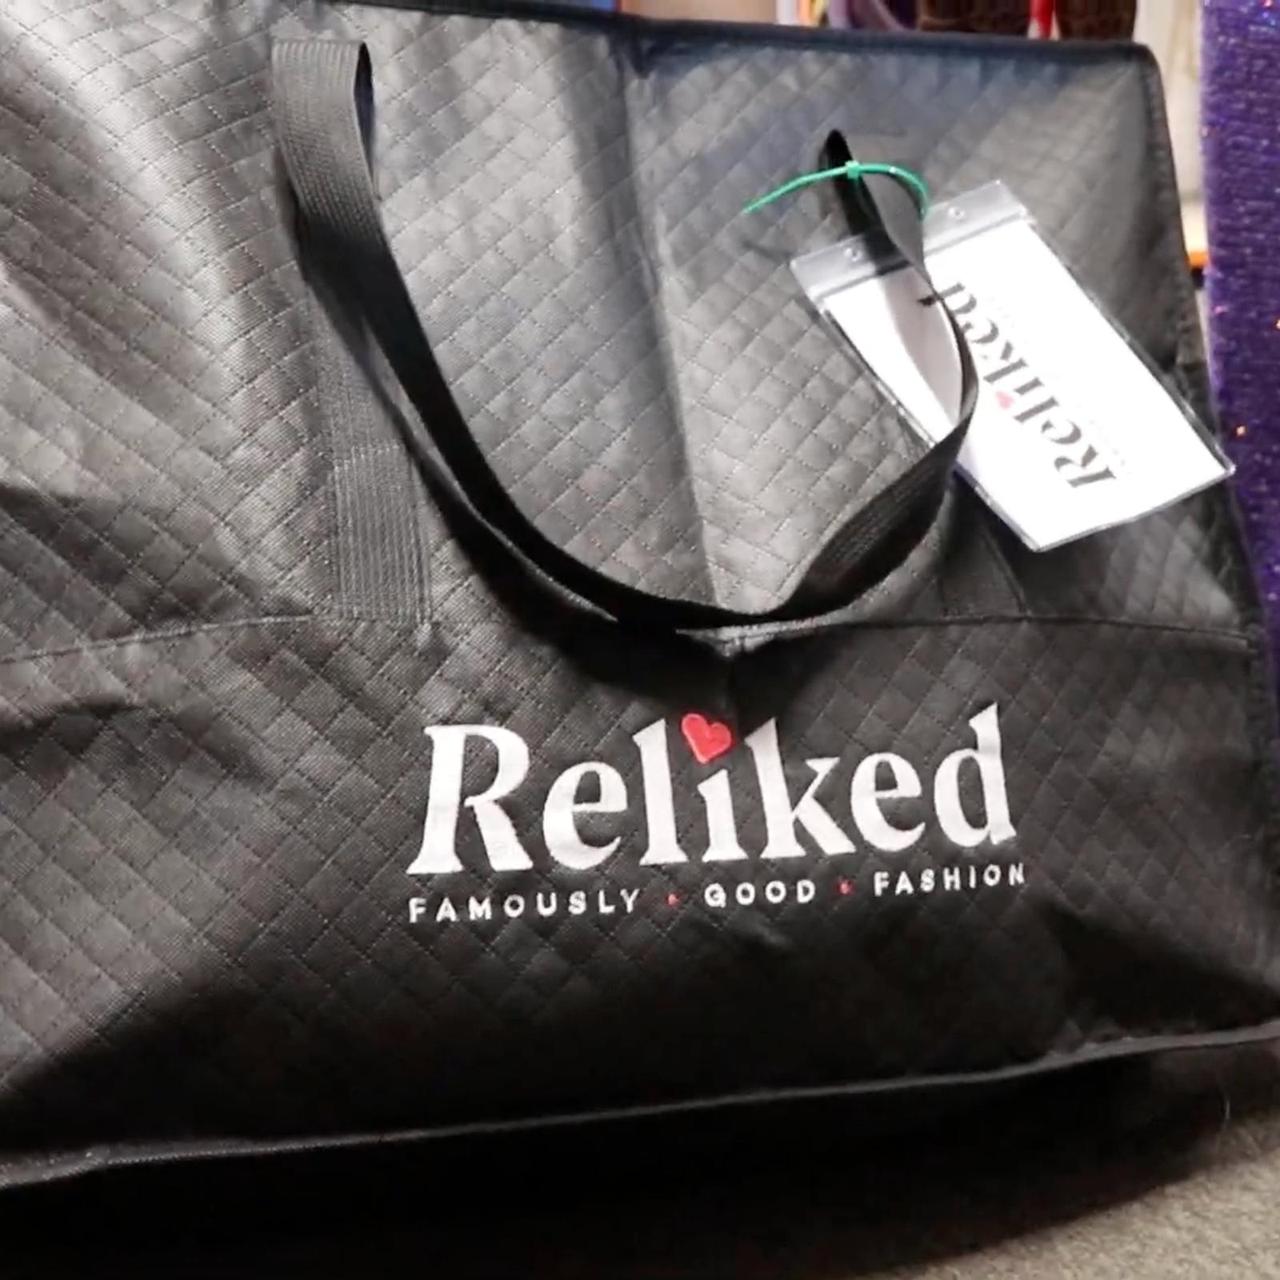 Reliked
Reliked
FAMOUSLY • GOOD • FASHION